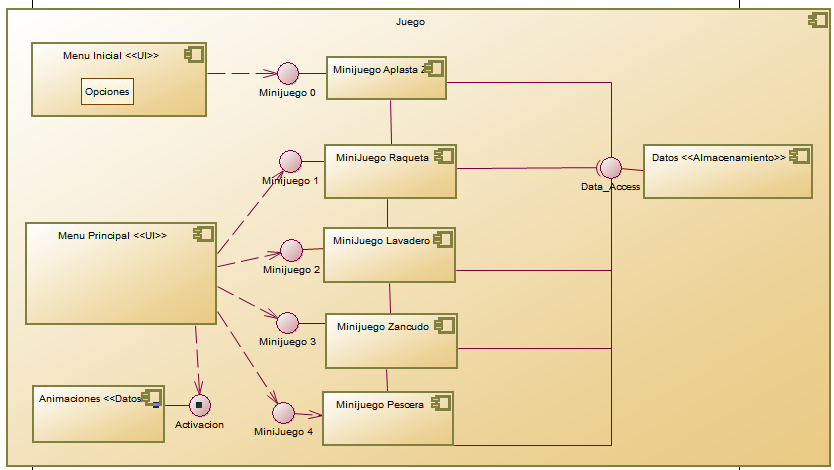 Juego
Menu Inicial <<UI>>
Opciones
Minijuego 0
Minijuego Aplasta
MiniJuego Raqueta
Minijuego 1
Data_Access
Datos <<Almacenamiento>>
Menu Principal <<UI>>
MiniJuego Lavadero
Minijuego 2
Minijuego Zancudo
Minijuego 3
Animaciones <<Datos
Activacion
MiniJuego 4
Minijuego Pescera